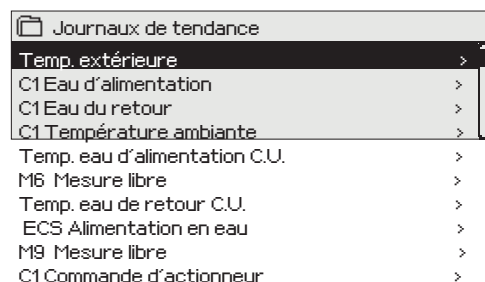 Journaux de tendance
Temp. extérieure >
C1 Eau d'alimentation >
C1 Eau du retour >
C1 Température ambiante >
Temp. eau d'alimentation C.U. >
M6 Mesure libre >
Temp. eau de retour C.U. >
ECS Alimentation en eau >
M9 Mesure libre >
C1 Commande d'actionneur >